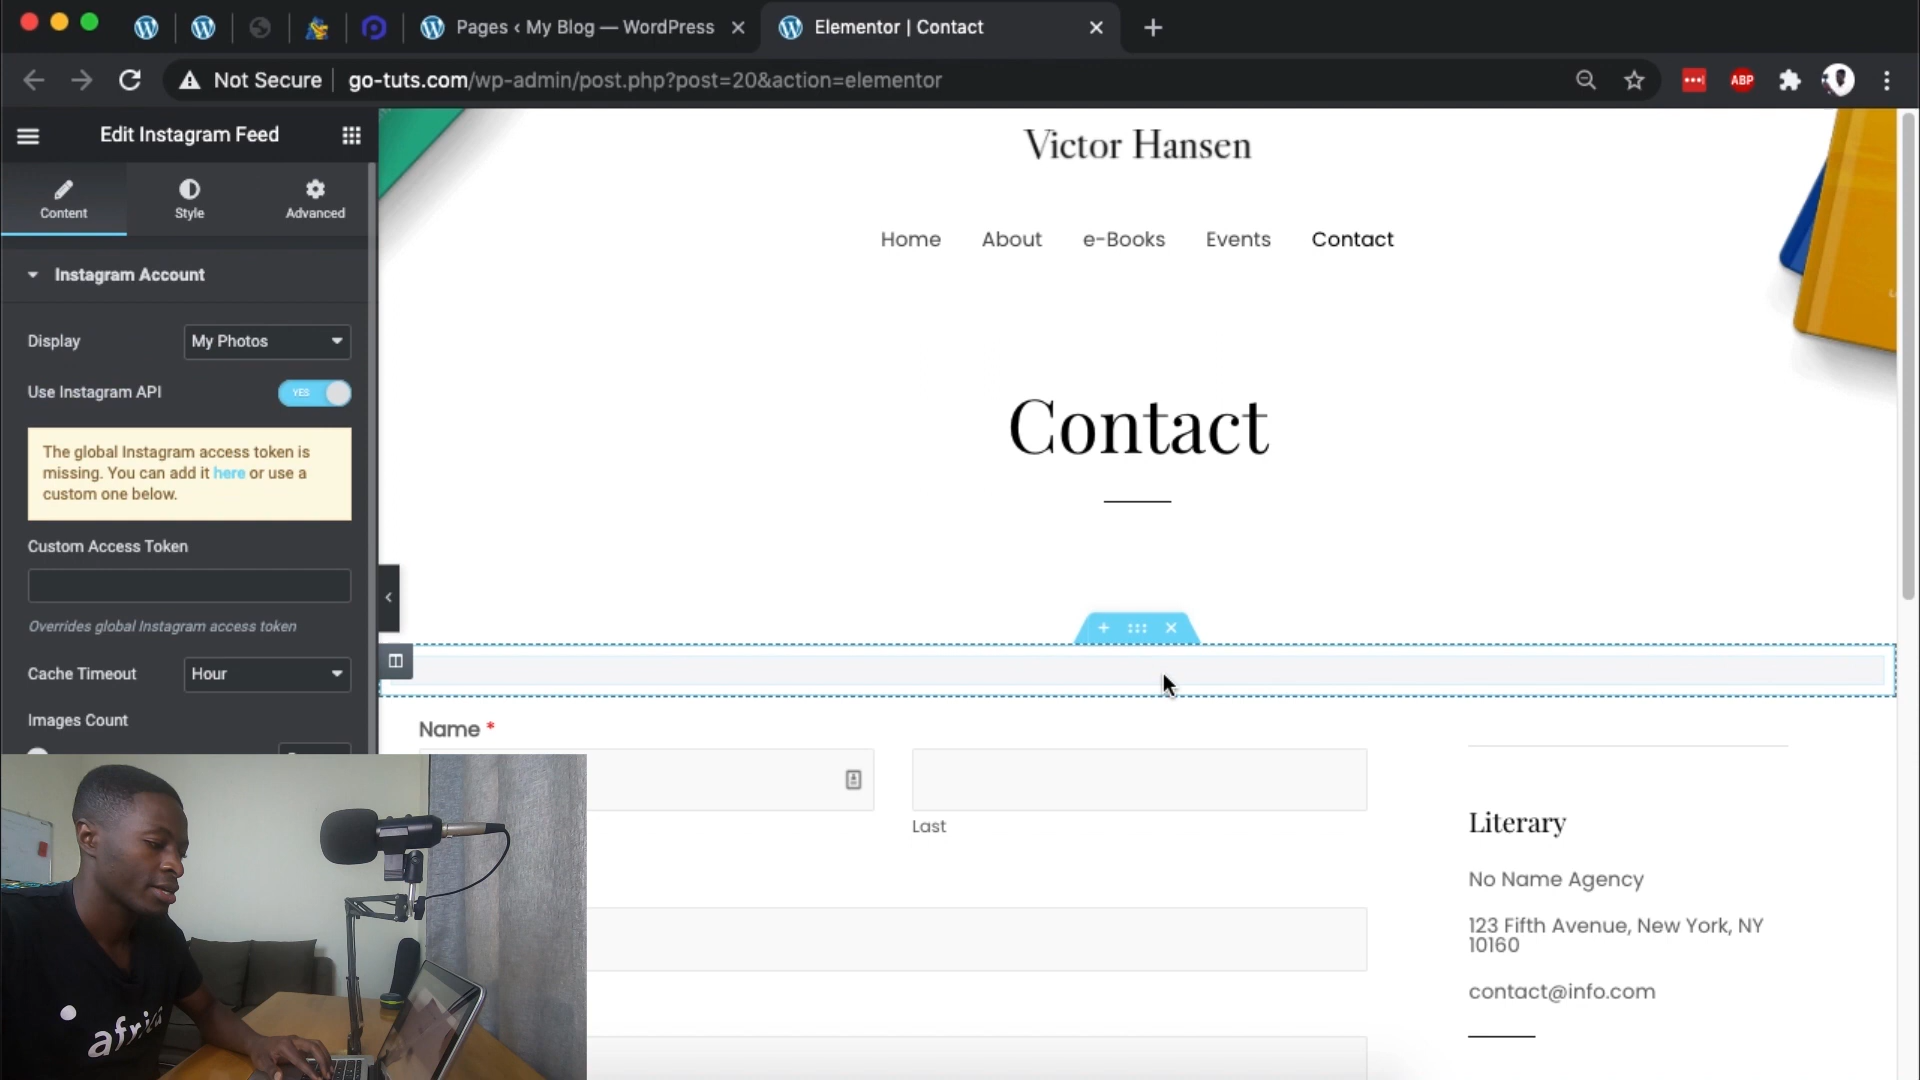 Pages ‹ My Blog — WordPress
Elementor | Contact
Not Secure
go-tuts.com/wp-admin/post.php?post=20&action=elementor
ABP
Edit Instagram Feed
Content
Style
Advanced
Instagram Account
Display
My Photos
Use Instagram API
YES
The global Instagram access token is
missing. You can add it here or use a
custom one below.
Custom Access Token
Overrides global Instagram access token
Cache Timeout
Hour
Images Count
Victor Hansen
Home
About
e-Books
Events
Contact
Contact
Name *
Last
Literary
No Name Agency
123 Fifth Avenue, New York, NY
10160
contact@info.com